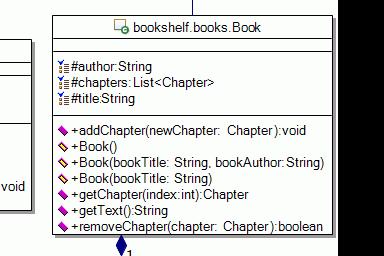 bookshelf.books.Book
#author:String
#chapters:List<Chapter>
#title:String
+addChapter(newChapter: Chapter):void
+Book()
+Book(bookTitle: String, bookAuthor:String)
+Book(bookTitle: String)
void
+getChapter(index:int):Chapter
+getText():String
+removeChapter(chapter: Chapter):boolean
1